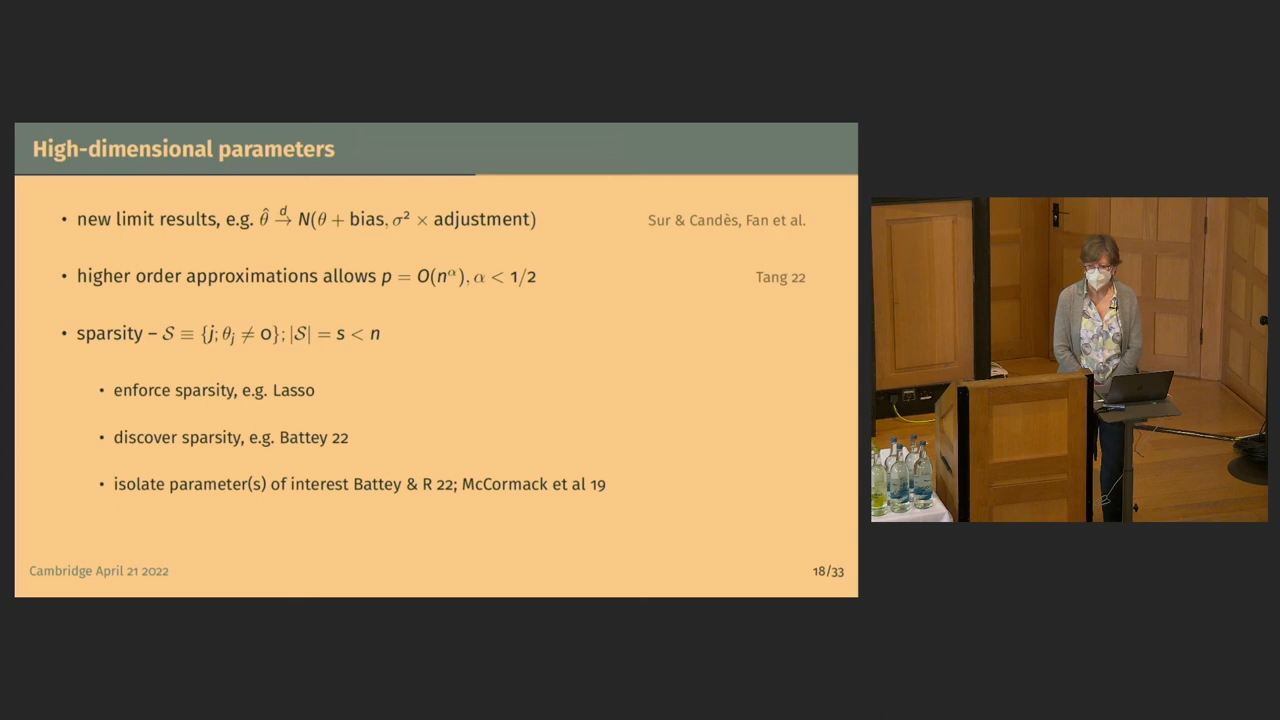 High-dimensional parameters
• new limit results, e.g. θ̂ →ᵈ N(θ + bias, σ² × adjustment) Sur & Candès, Fan et al.
• higher order approximations allows p = O(nᵅ), α < 1/2 Tang 22
• sparsity – 𝒮 ≡ {j; θⱼ ≠ 0}; |𝒮| = s < n
• enforce sparsity, e.g. Lasso
• discover sparsity, e.g. Battey 22
• isolate parameter(s) of interest Battey & R 22; McCormack et al 19
Cambridge April 21 2022 18/33